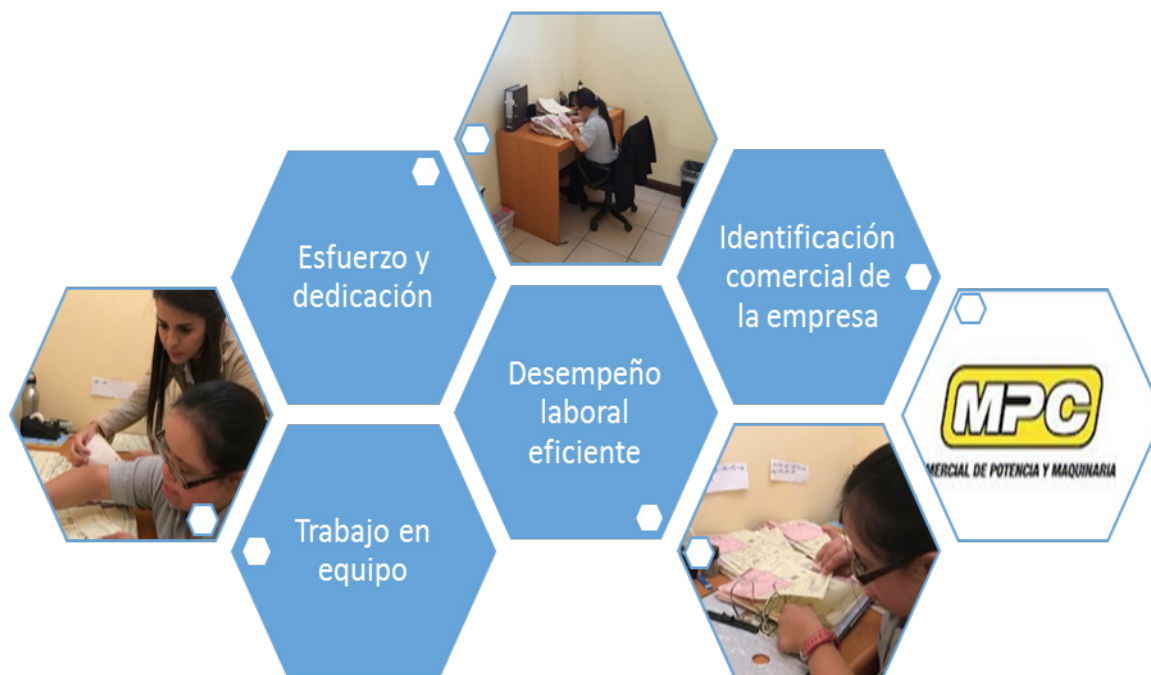 Esfuerzo y
dedicación
Identificación
comercial de
la empresa
Desempeño
laboral
eficiente
Trabajo en
equipo
MPC
MERCIAL DE POTENCIA Y MAQUINARIA